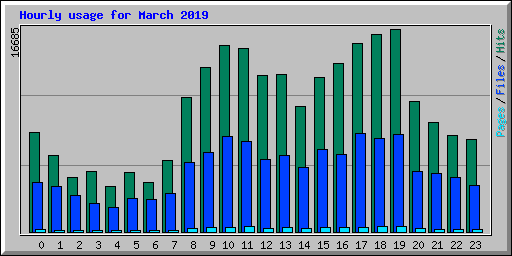 Hourly usage for March 2019
16685
Pages/Files/Hits
0 1 2 3 4 5 6 7 8 9 10 11 12 13 14 15 16 17 18 19 20 21 22 23